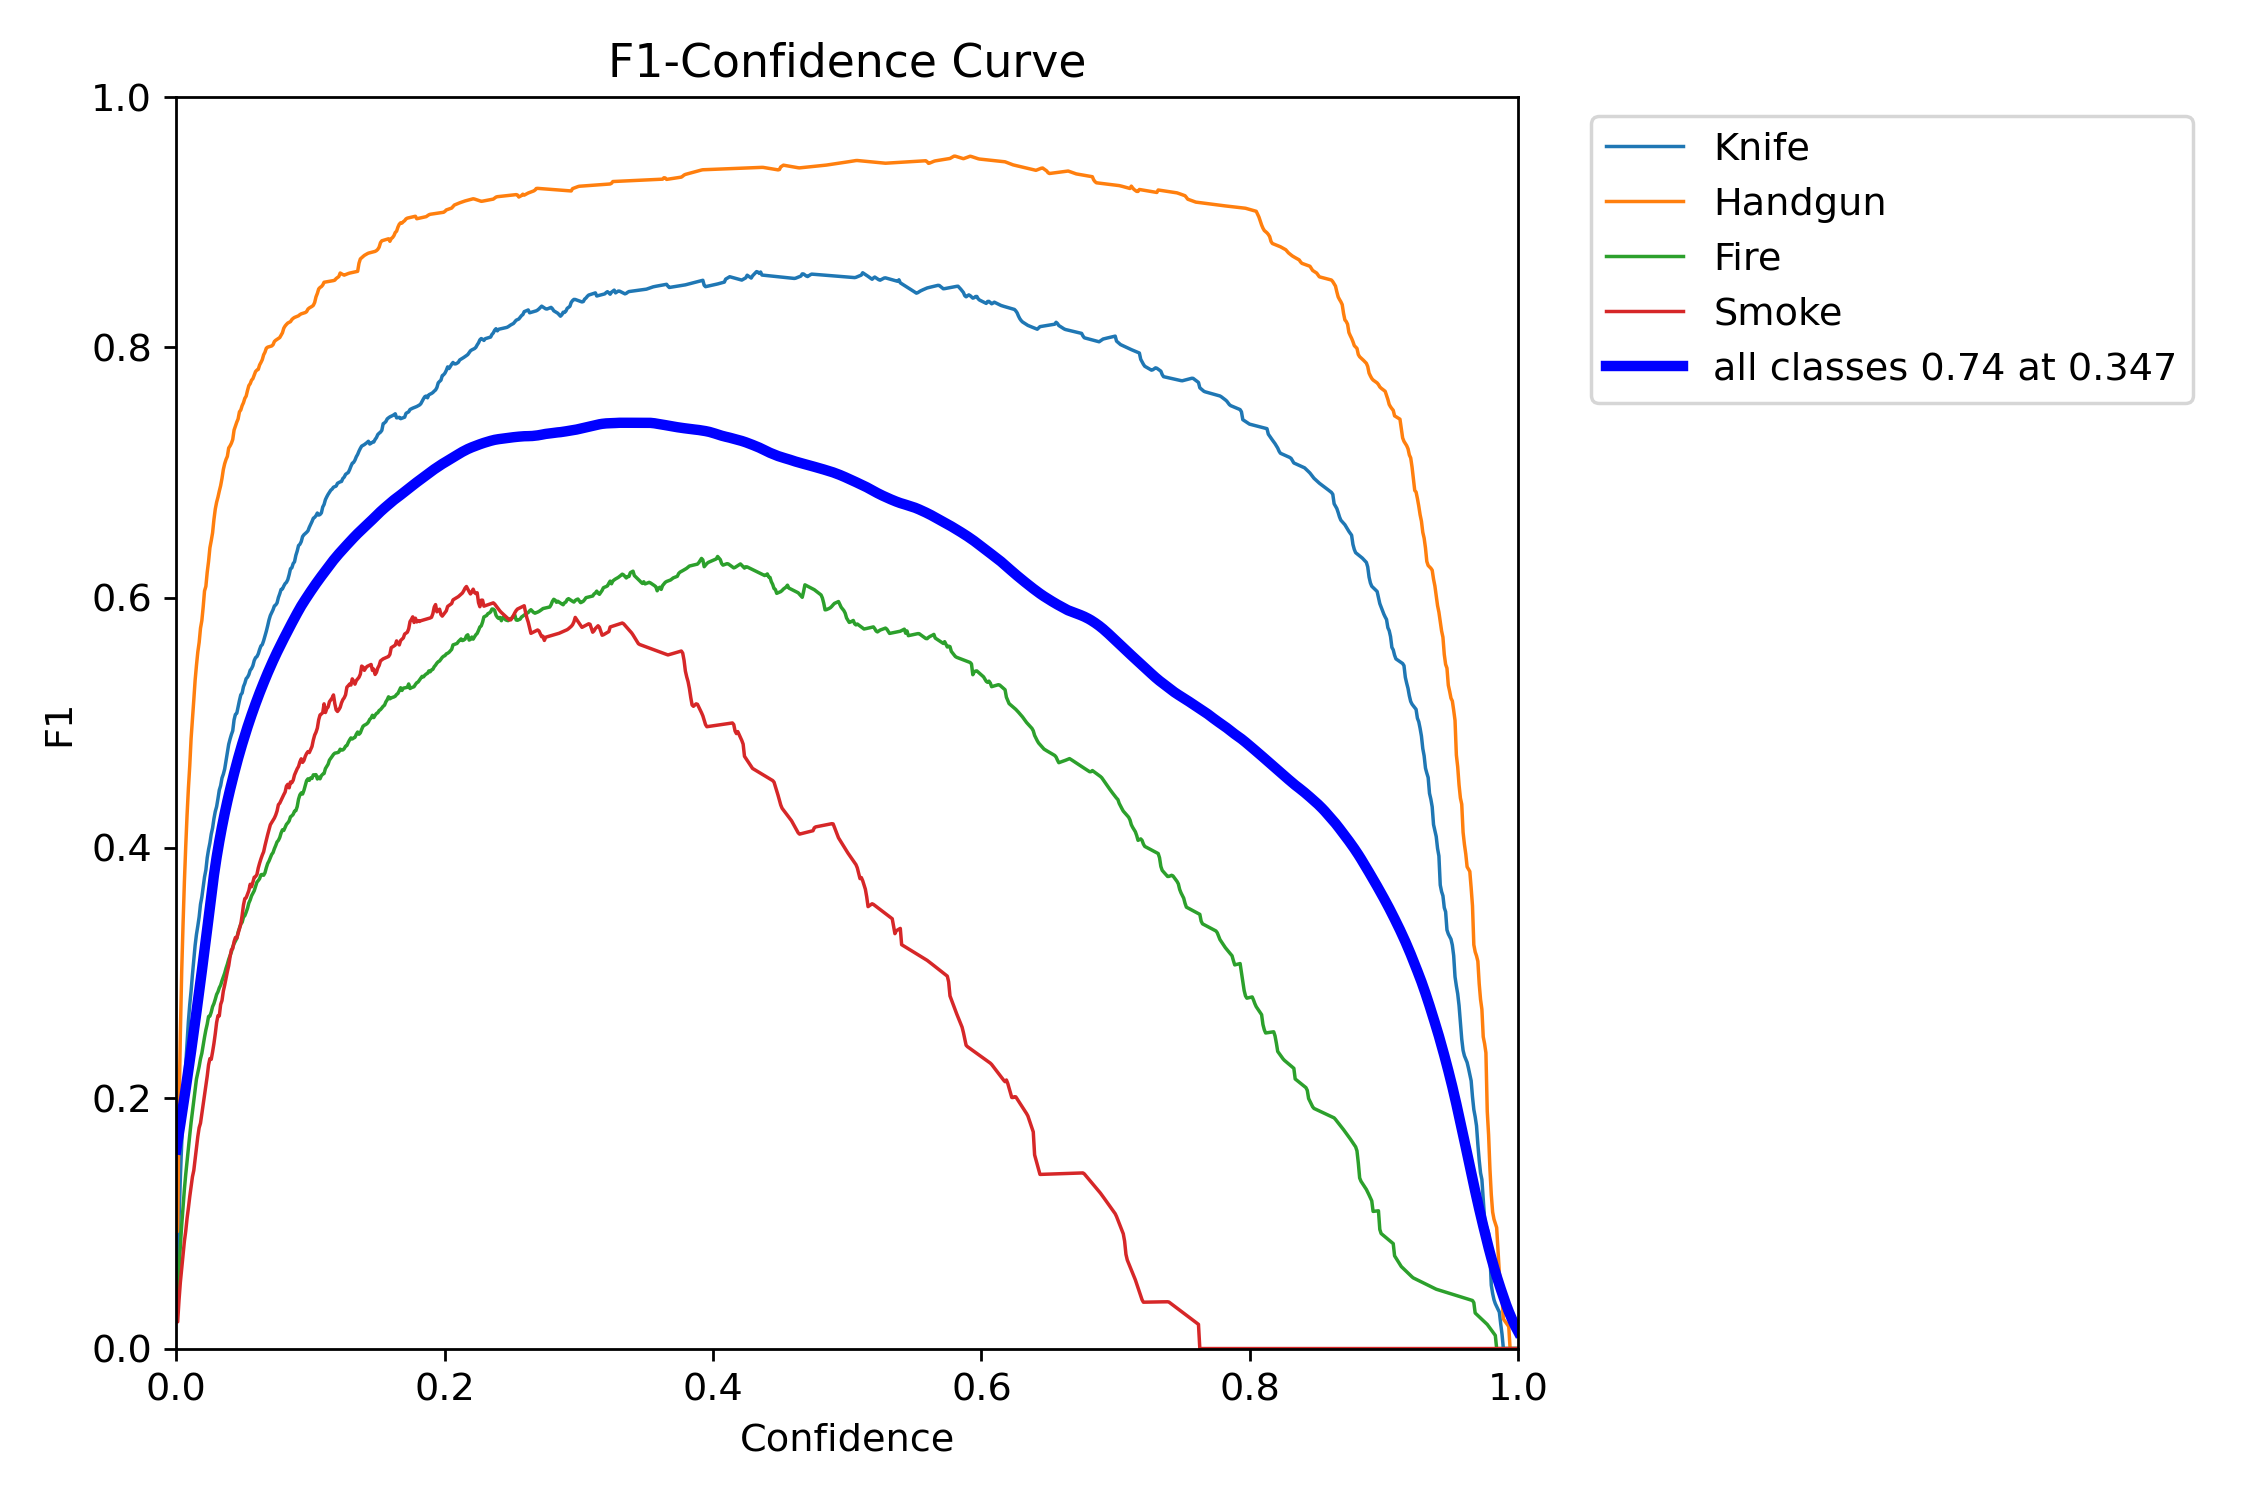 F1-Confidence Curve
1.0
0.8
0.6
0.4
0.2
0.0
F1
0.0 0.2 0.4 0.6 0.8 1.0
Confidence
Knife
Handgun
Fire
Smoke
all classes 0.74 at 0.347